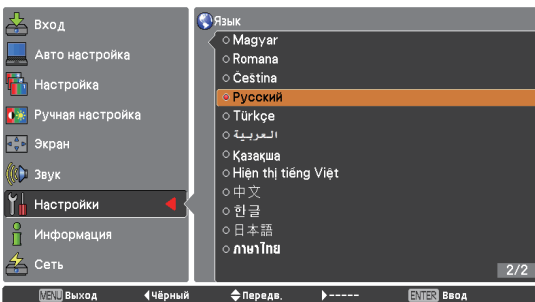 Вход
Авто настройка
Настройка
Ручная настройка
Экран
Звук
Настройки
Информация
Сеть
Язык
Magyar
Romana
Čeština
Русский
Türkçe
العربية
Қазақша
Hiện thị tiếng Việt
中文
한글
日本語
ภาษาไทย
2/2
MENU Выход Чёрный Передв. ----- ENTER Ввод